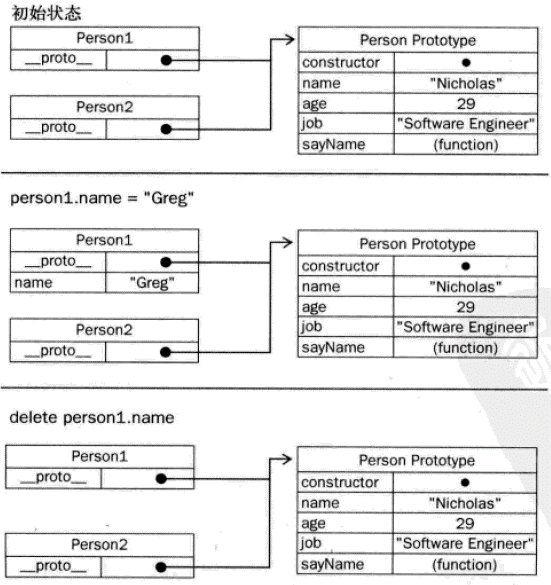 初始状态
Person1
__proto__
Person2
__proto__
Person Prototype
constructor
name "Nicholas"
age 29
job "Software Engineer"
sayName (function)
person1.name = "Greg"
Person1
__proto__
name "Greg"
Person2
__proto__
Person Prototype
constructor
name "Nicholas"
age 29
job "Software Engineer"
sayName (function)
delete person1.name
Person1
__proto__
Person2
__proto__
Person Prototype
constructor
name "Nicholas"
age 29
job "Software Engineer"
sayName (function)